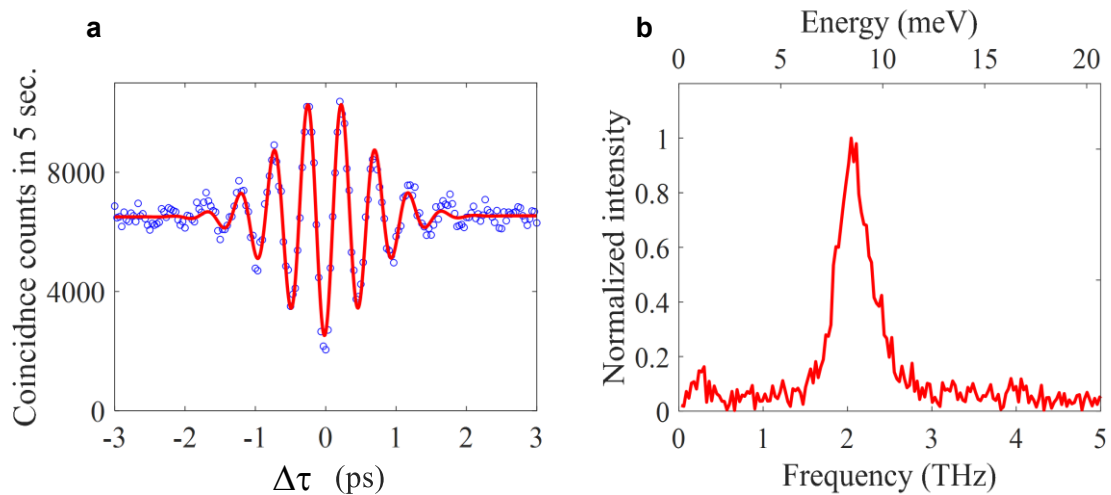 a
Coincidnce counts in 5 sec.
8000
4000
0
-3 -2 -1 0 1 2 3
Δτ (ps)
b
Energy (meV)
0 5 10 15 20
Normalized intensity
1
0.8
0.6
0.4
0.2
0
0 1 2 3 4 5
Frequency (THz)